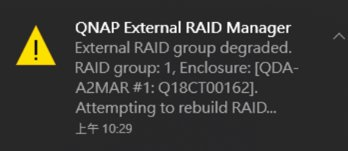 QNAP External RAID Manager
External RAID group degraded.
RAID group: 1, Enclosure: [QDA-
A2MAR #1: Q18CT00162].
Attempting to rebuild RAID...
上午 10:29